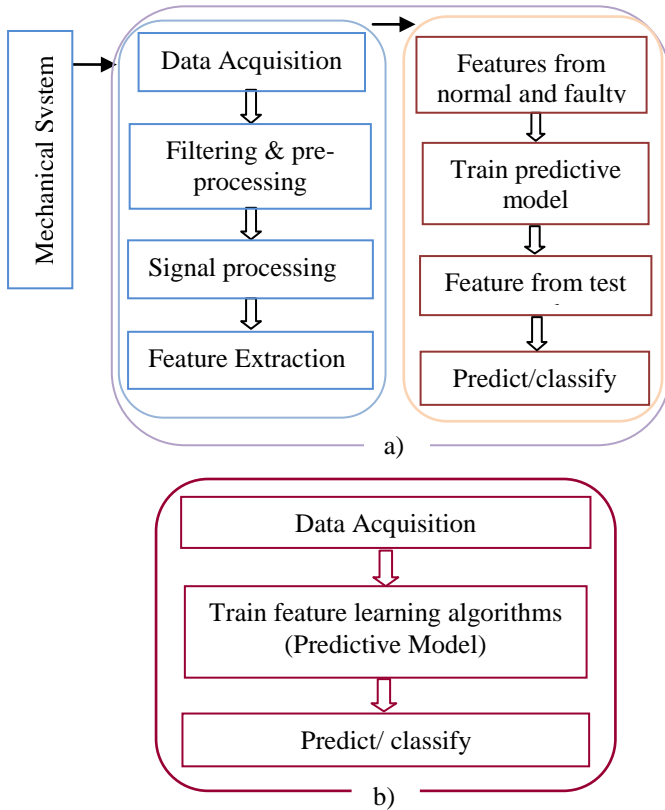 Mechanical System
Data Acquisition
Filtering & pre-
processing
Signal processing
Feature Extraction
Features from
normal and faulty
Train predictive
model
Feature from test
Predict/classify
a)
Data Acquisition
Train feature learning algorithms
(Predictive Model)
Predict/ classify
b)